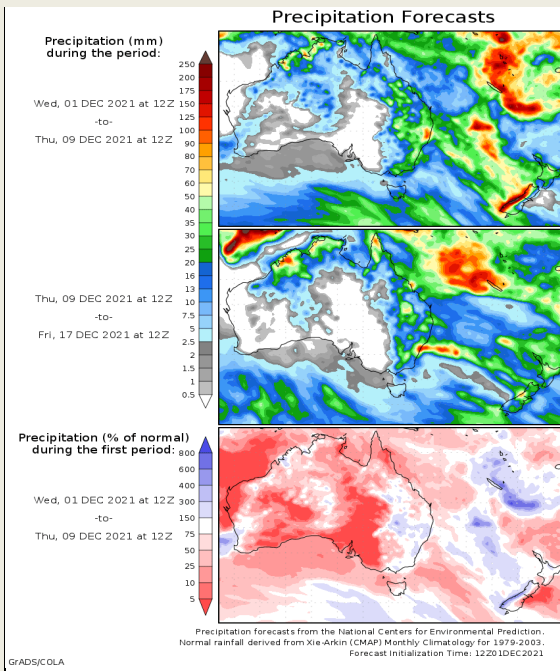 Precipitation Forecasts
Precipitation (mm)
during the period:
Wed, 01 DEC 2021 at 12Z
-to-
Thu, 09 DEC 2021 at 12Z
250
200
175
150
125
100
90
80
70
60
50
40
35
30
25
20
16
13
10
7.5
5
2.5
2
1.5
1
0.5
Thu, 09 DEC 2021 at 12Z
-to-
Fri, 17 DEC 2021 at 12Z
Precipitation (% of normal)
during the first period:
Wed, 01 DEC 2021 at 12Z
-to-
Thu, 09 DEC 2021 at 12Z
800
600
400
300
150
75
50
25
10
5
Precipitation forecasts from the National Centers for Environmental Prediction.
Normal rainfall derived from Xie-Arkin (CMAP) Monthly Climatology for 1979-2003.
Forecast Initialization Time: 12Z01DEC2021
GrADS/COLA